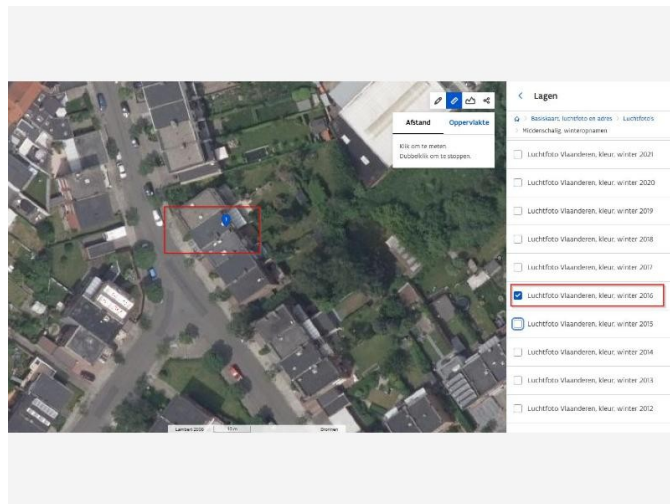 Afstand
Oppervlakte
Klik om te meten.
Dubbelklik om te stoppen.
Lambert 2008
10 m
Bronnen
Lagen
Basiskaart, luchtfoto en adres > Luchtfoto's
> Middenschalig, winteropnamen
Luchtfoto Vlaanderen, kleur, winter 2021
Luchtfoto Vlaanderen, kleur, winter 2020
Luchtfoto Vlaanderen, kleur, winter 2019
Luchtfoto Vlaanderen, kleur, winter 2018
Luchtfoto Vlaanderen, kleur, winter 2017
Luchtfoto Vlaanderen, kleur, winter 2016
Luchtfoto Vlaanderen, kleur, winter 2015
Luchtfoto Vlaanderen, kleur, winter 2014
Luchtfoto Vlaanderen, kleur, winter 2013
Luchtfoto Vlaanderen, kleur, winter 2012